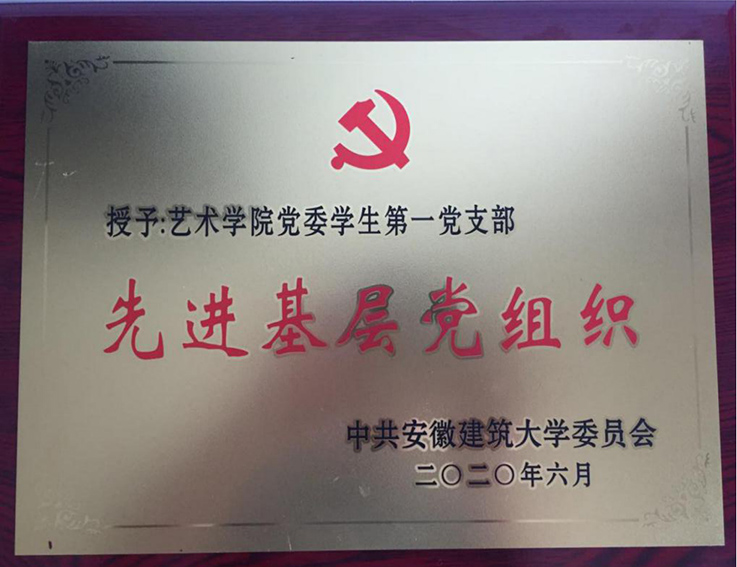 授予:艺术学院党委学生第一党支部
先进基层党组织
中共安徽建筑大学委员会
二〇二〇年六月